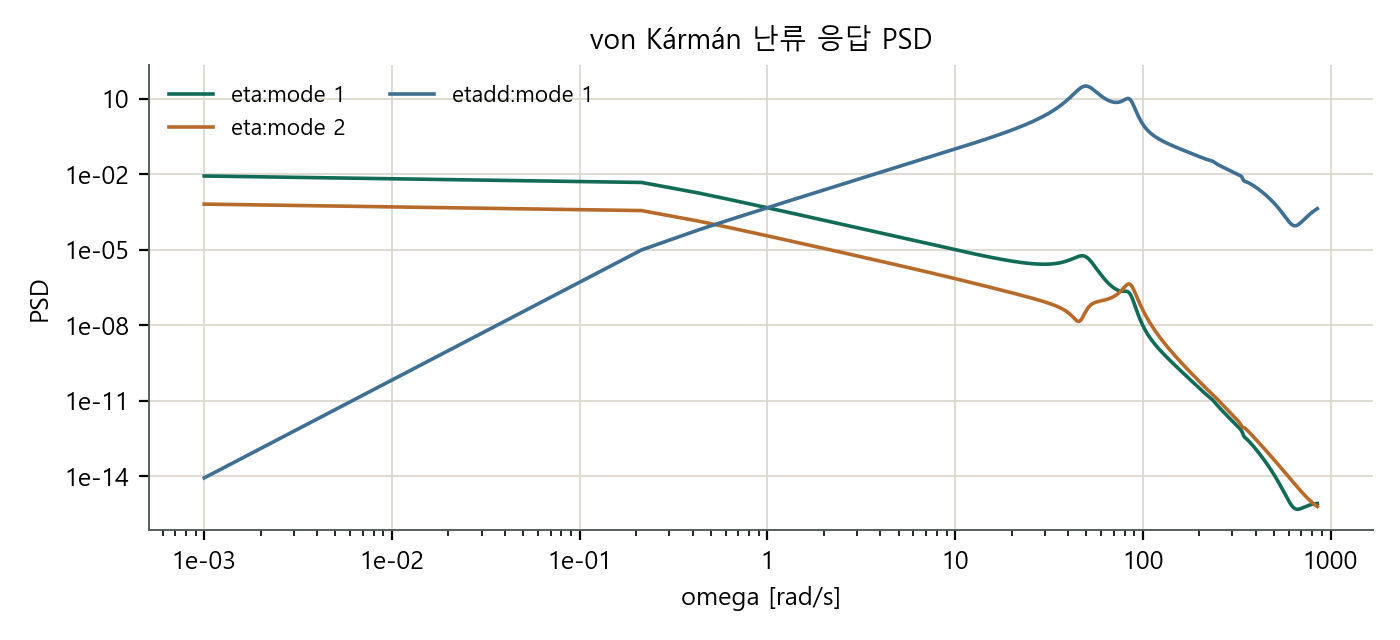 von Kármán 난류 응답 PSD
eta:mode 1
eta:mode 2
etadd:mode 1
PSD
10
1e-02
1e-05
1e-08
1e-11
1e-14
1e-03
1e-02
1e-01
1
10
100
1000
omega [rad/s]